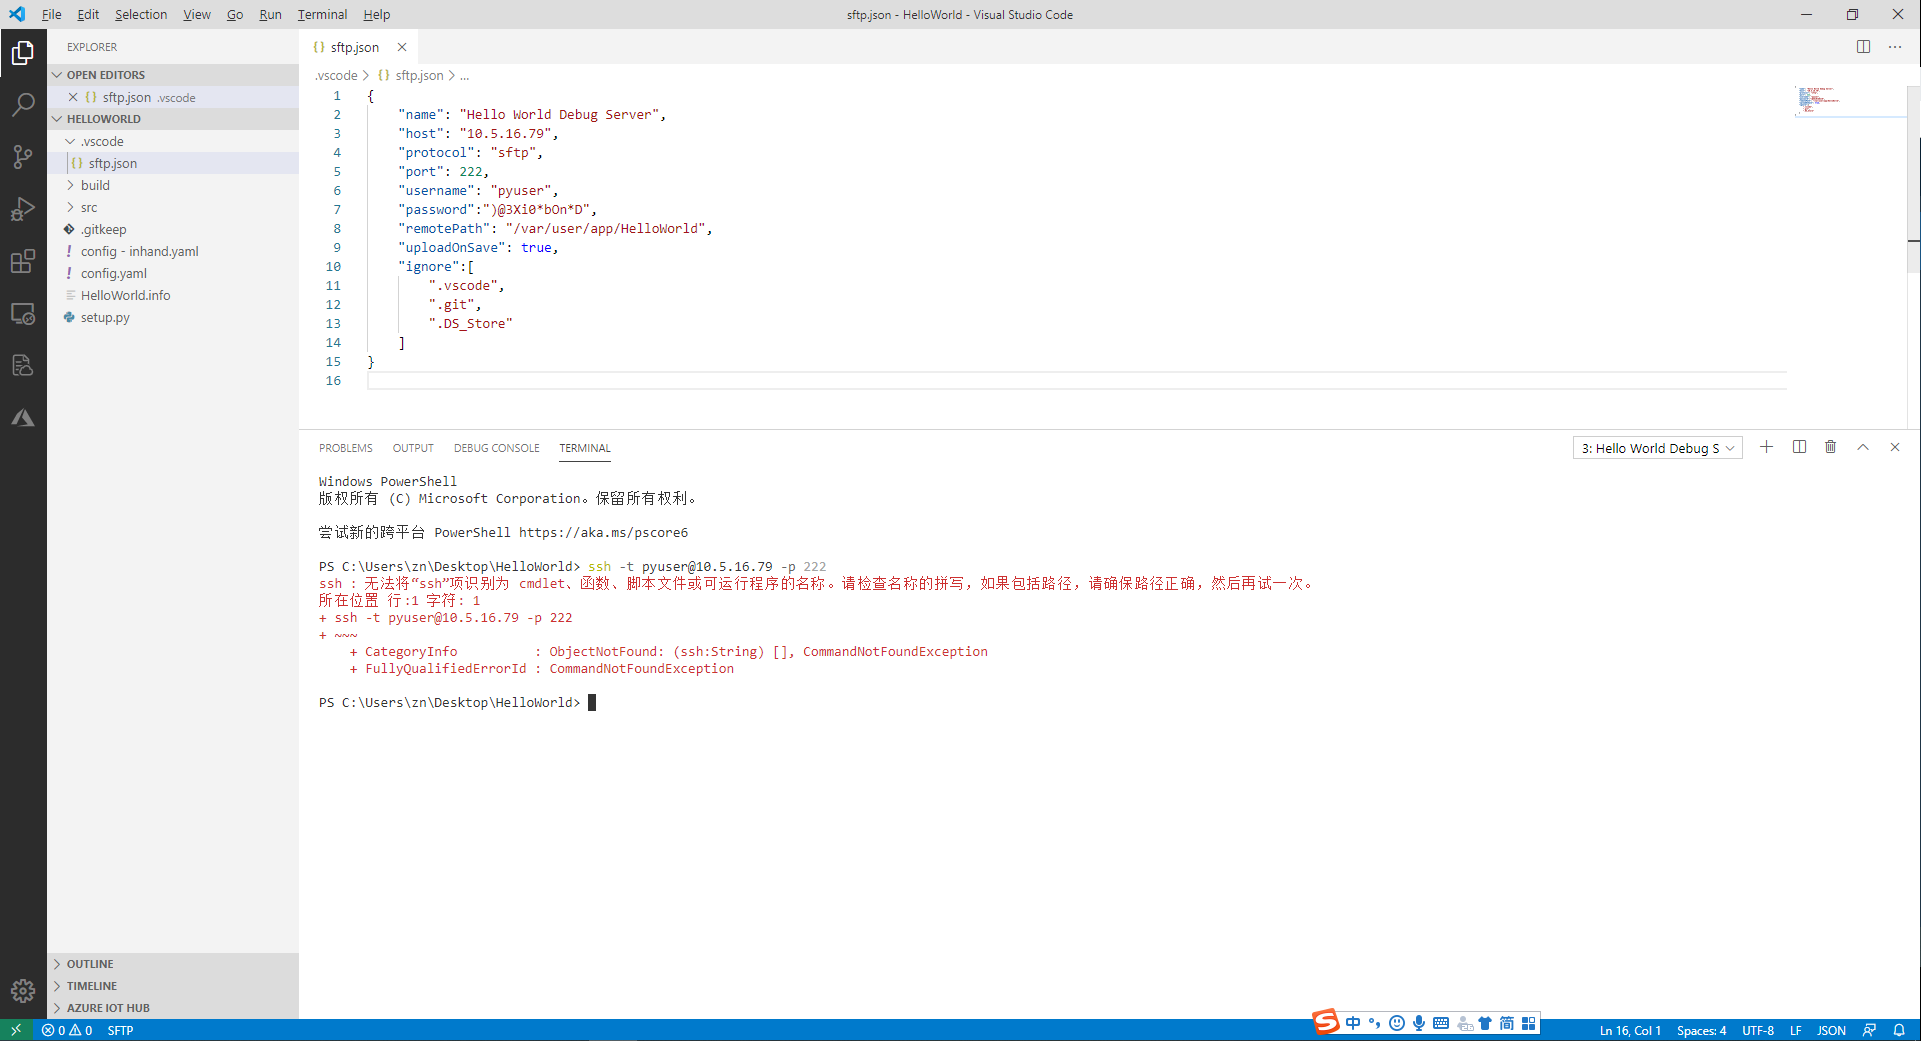 File Edit Selection View Go Run Terminal Help
sftp.json - HelloWorld - Visual Studio Code
EXPLORER
OPEN EDITORS
sftp.json .vscode
HELLOWORLD
.vscode
sftp.json
build
src
.gitkeep
config - inhand.yaml
config.yaml
HelloWorld.info
setup.py
OUTLINE
TIMELINE
AZURE IOT HUB
sftp.json
.vscode > {} sftp.json > ...
1 {
2 "name": "Hello World Debug Server",
3 "host": "10.5.16.79",
4 "protocol": "sftp",
5 "port": 222,
6 "username": "pyuser",
7 "password":")@3Xi0*bOn*D",
8 "remotePath": "/var/user/app/HelloWorld",
9 "uploadOnSave": true,
10 "ignore":[
11 ".vscode",
12 ".git",
13 ".DS_Store"
14 ]
15 }
16
PROBLEMS OUTPUT DEBUG CONSOLE TERMINAL
3: Hello World Debug S
Windows PowerShell
版权所有 (C) Microsoft Corporation。保留所有权利。
尝试新的跨平台 PowerShell https://aka.ms/pscore6
PS C:\Users\zn\Desktop\HelloWorld> ssh -t pyuser@10.5.16.79 -p 222
ssh : 无法将“ssh”项识别为 cmdlet、函数、脚本文件或可运行程序的名称。请检查名称的拼写，如果包括路径，请确保路径正确，然后再试一次。
所在位置 行:1 字符: 1
+ ssh -t pyuser@10.5.16.79 -p 222
+ ~~~
+ CategoryInfo : ObjectNotFound: (ssh:String) [], CommandNotFoundException
+ FullyQualifiedErrorId : CommandNotFoundException
PS C:\Users\zn\Desktop\HelloWorld>
0 0 SFTP
中 简
Ln 16, Col 1 Spaces: 4 UTF-8 LF JSON